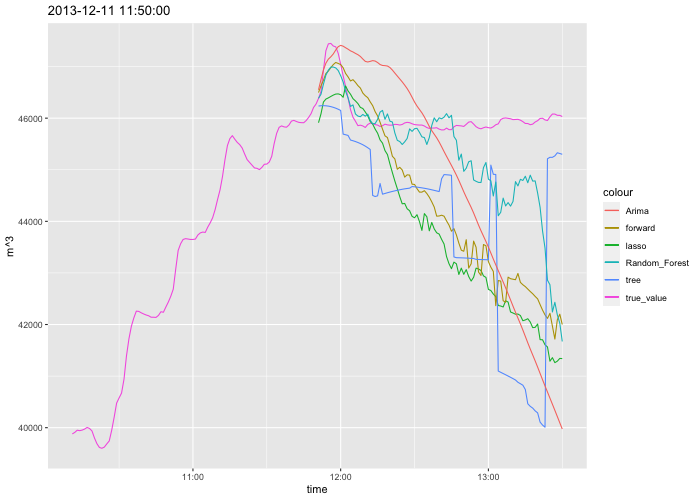 2013-12-11 11:50:00
46000
44000
42000
40000
m^3
11:00
12:00
13:00
time
colour
Arima
forward
lasso
Random_Forest
tree
true_value